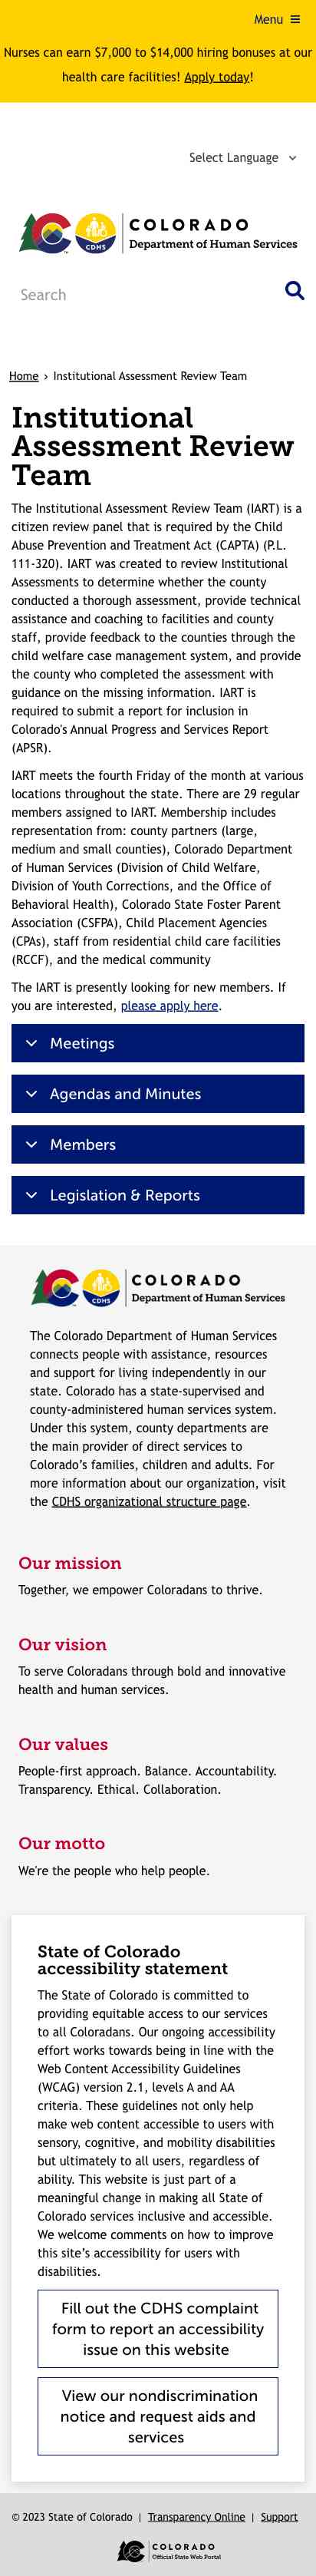 Menu
Nurses can earn $7,000 to $14,000 hiring bonuses at our
health care facilities! Apply today!
Select Language
COLORADO
CDHS
Department of Human Services
Search
Home › Institutional Assessment Review Team
Institutional
Assessment Review
Team
The Institutional Assessment Review Team (IART) is a
citizen review panel that is required by the Child
Abuse Prevention and Treatment Act (CAPTA) (P.L.
111-320). IART was created to review Institutional
Assessments to determine whether the county
conducted a thorough assessment, provide technical
assistance and coaching to facilities and county
staff, provide feedback to the counties through the
child welfare case management system, and provide
the county who completed the assessment with
guidance on the missing information. IART is
required to submit a report for inclusion in
Colorado's Annual Progress and Services Report
(APSR).
IART meets the fourth Friday of the month at various
locations throughout the state. There are 29 regular
members assigned to IART. Membership includes
representation from: county partners (large,
medium and small counties), Colorado Department
of Human Services (Division of Child Welfare,
Division of Youth Corrections, and the Office of
Behavioral Health), Colorado State Foster Parent
Association (CSFPA), Child Placement Agencies
(CPAs), staff from residential child care facilities
(RCCF), and the medical community
The IART is presently looking for new members. If
you are interested, please apply here.
Meetings
Agendas and Minutes
Members
Legislation & Reports
COLORADO
CDHS
Department of Human Services
The Colorado Department of Human Services
connects people with assistance, resources
and support for living independently in our
state. Colorado has a state-supervised and
county-administered human services system.
Under this system, county departments are
the main provider of direct services to
Colorado’s families, children and adults. For
more information about our organization, visit
the CDHS organizational structure page.
Our mission
Together, we empower Coloradans to thrive.
Our vision
To serve Coloradans through bold and innovative
health and human services.
Our values
People-first approach. Balance. Accountability.
Transparency. Ethical. Collaboration.
Our motto
We're the people who help people.
State of Colorado
accessibility statement
The State of Colorado is committed to
providing equitable access to our services
to all Coloradans. Our ongoing accessibility
effort works towards being in line with the
Web Content Accessibility Guidelines
(WCAG) version 2.1, levels A and AA
criteria. These guidelines not only help
make web content accessible to users with
sensory, cognitive, and mobility disabilities
but ultimately to all users, regardless of
ability. This website is just part of a
meaningful change in making all State of
Colorado services inclusive and accessible.
We welcome comments on how to improve
this site’s accessibility for users with
disabilities.
Fill out the CDHS complaint
form to report an accessibility
issue on this website
View our nondiscrimination
notice and request aids and
services
© 2023 State of Colorado | Transparency Online | Support
COLORADO
Official State Web Portal